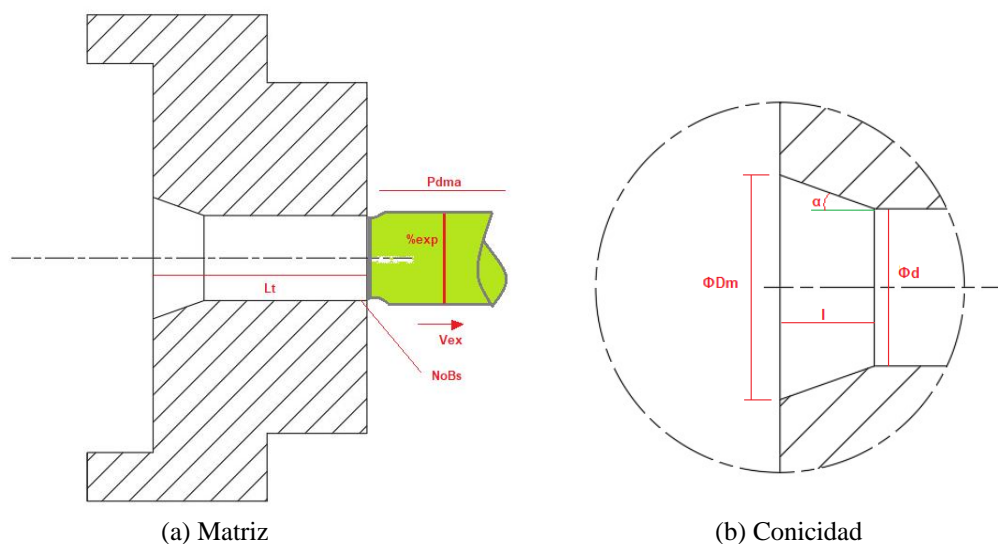 Pdma
%exp
Lt
Vex
NoBs
α
ΦDm
Φd
l
(a) Matriz
(b) Conicidad